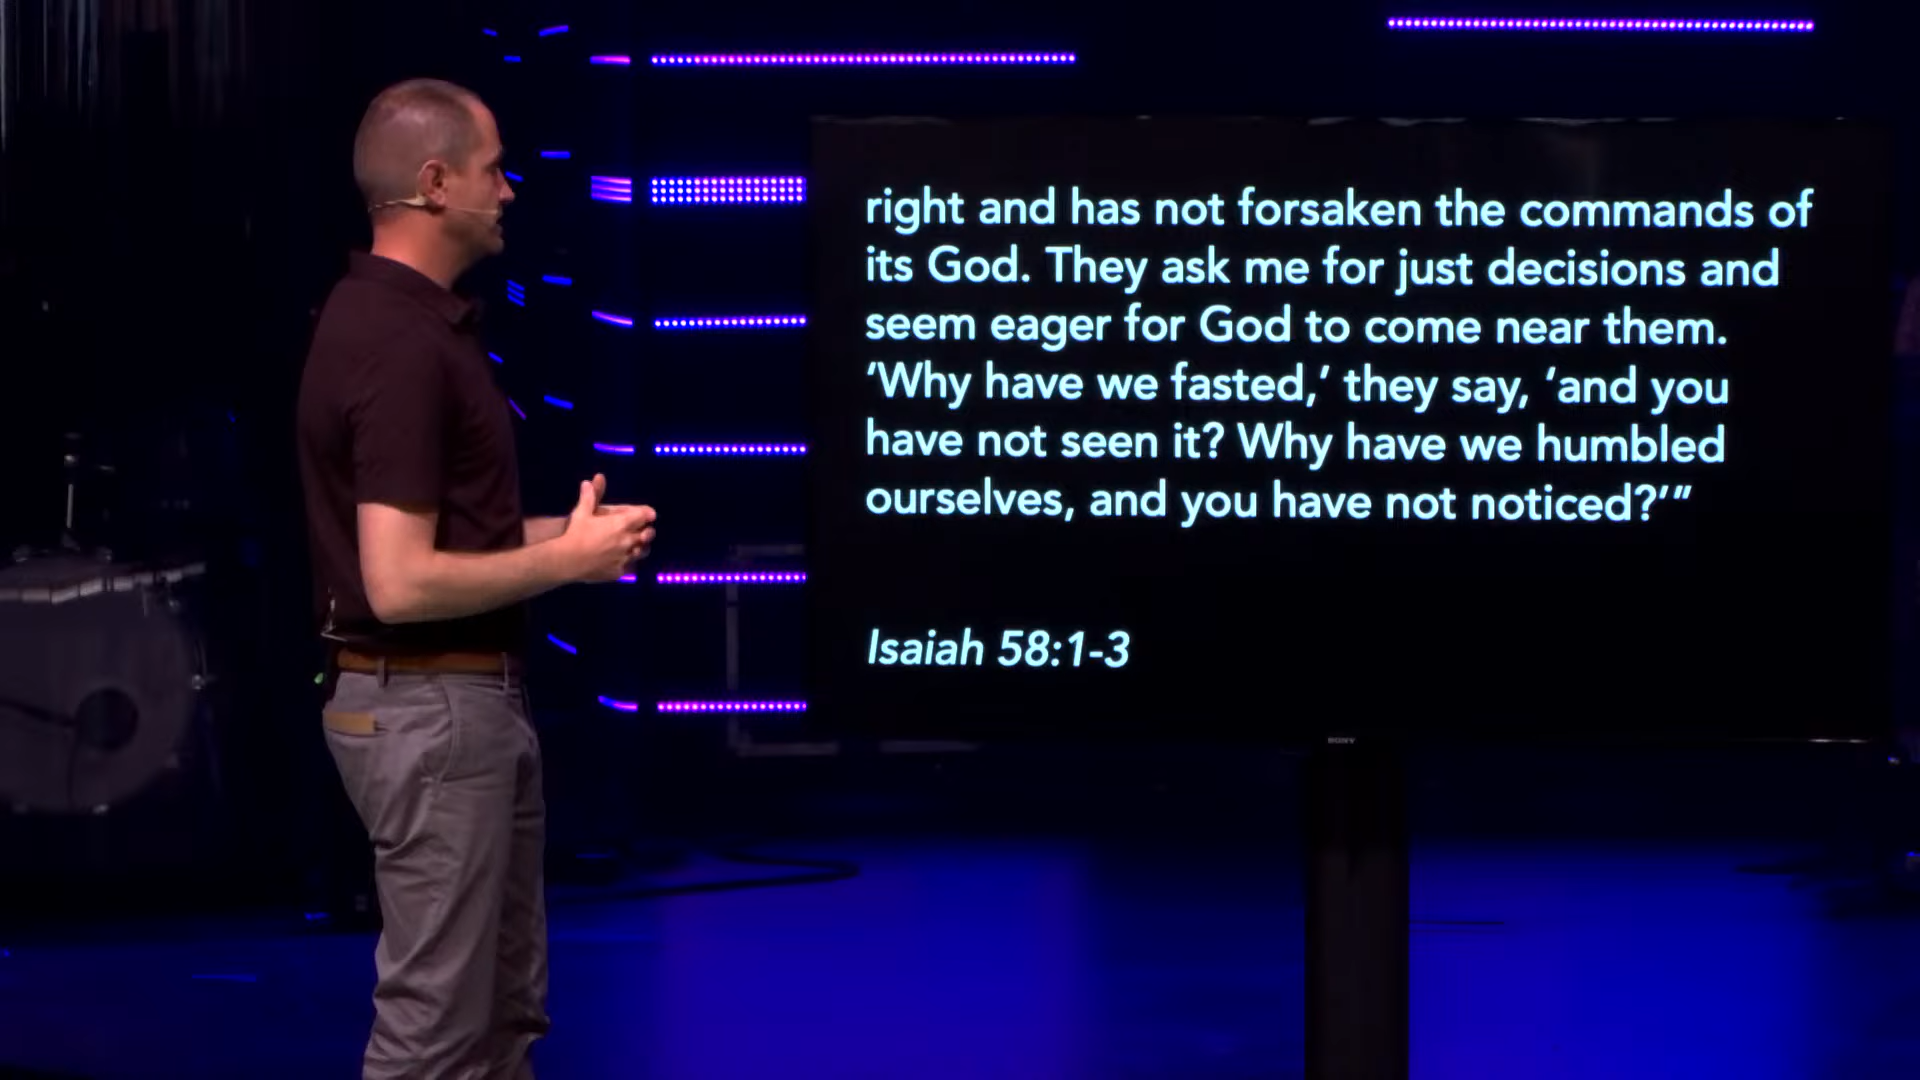 right and has not forsaken the commands of
its God. They ask me for just decisions and
seem eager for God to come near them.
‘Why have we fasted,’ they say, ‘and you
have not seen it? Why have we humbled
ourselves, and you have not noticed?’”
Isaiah 58:1-3
SONY